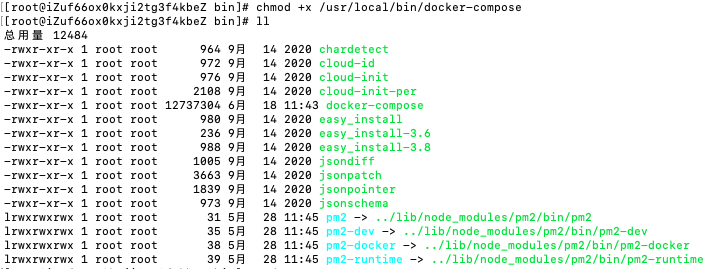 [[root@iZuf66ox0kxji2tg3f4kbeZ bin]# chmod +x /usr/local/bin/docker-compose
[[root@iZuf66ox0kxji2tg3f4kbeZ bin]# ll
总用量 12484
-rwxr-xr-x 1 root root 964 9月 14 2020 chardetect
-rwxr-xr-x 1 root root 972 9月 14 2020 cloud-id
-rwxr-xr-x 1 root root 976 9月 14 2020 cloud-init
-rwxr-xr-x 1 root root 2108 9月 14 2020 cloud-init-per
-rwxr-xr-x 1 root root 12737304 6月 18 11:43 docker-compose
-rwxr-xr-x 1 root root 980 9月 14 2020 easy_install
-rwxr-xr-x 1 root root 236 9月 14 2020 easy_install-3.6
-rwxr-xr-x 1 root root 988 9月 14 2020 easy_install-3.8
-rwxr-xr-x 1 root root 1005 9月 14 2020 jsondiff
-rwxr-xr-x 1 root root 3663 9月 14 2020 jsonpatch
-rwxr-xr-x 1 root root 1839 9月 14 2020 jsonpointer
-rwxr-xr-x 1 root root 973 9月 14 2020 jsonschema
lrwxrwxrwx 1 root root 31 5月 28 11:45 pm2 -> ../lib/node_modules/pm2/bin/pm2
lrwxrwxrwx 1 root root 35 5月 28 11:45 pm2-dev -> ../lib/node_modules/pm2/bin/pm2-dev
lrwxrwxrwx 1 root root 38 5月 28 11:45 pm2-docker -> ../lib/node_modules/pm2/bin/pm2-docker
lrwxrwxrwx 1 root root 39 5月 28 11:45 pm2-runtime -> ../lib/node_modules/pm2/bin/pm2-runtime